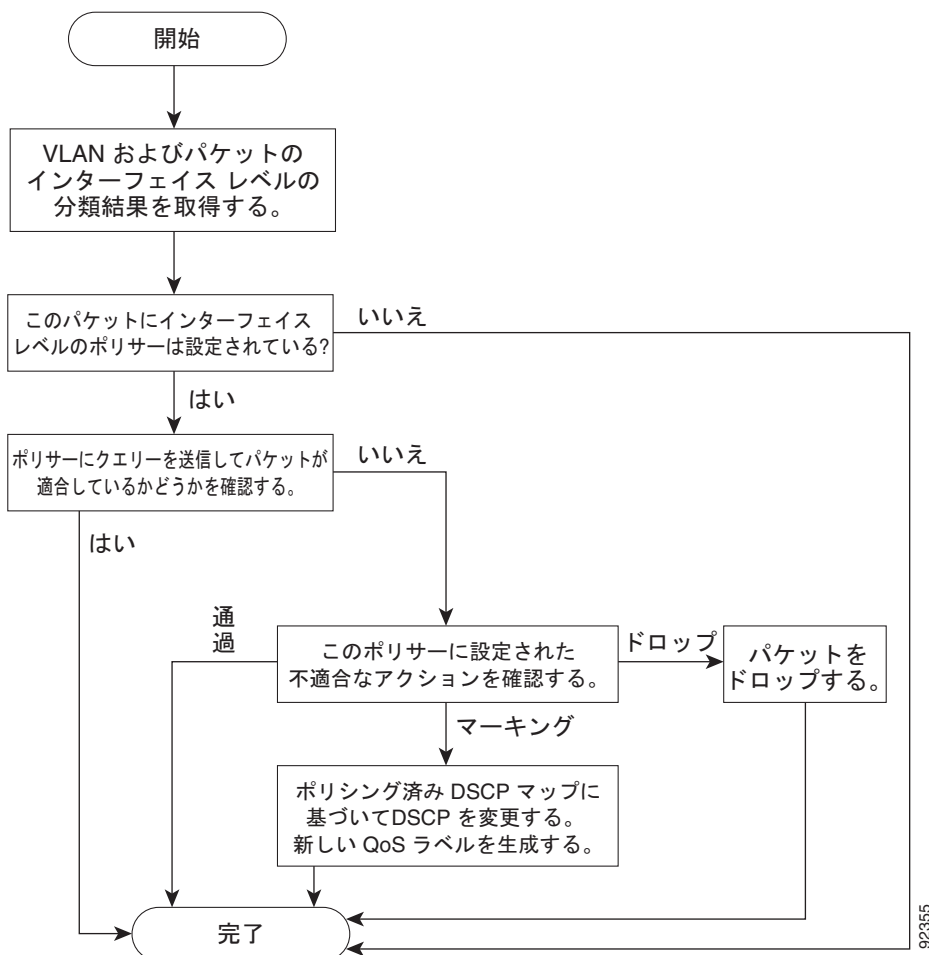 開始
VLAN およびパケットの
インターフェイス レベルの
分類結果を取得する。
このパケットにインターフェイス
レベルのポリサーは設定されている?
いいえ
はい
ポリサーにクエリーを送信してパケットが
適合しているかどうかを確認する。
いいえ
はい
通過
このポリサーに設定された
不適合なアクションを確認する。
ドロップ
パケットを
ドロップする。
マーキング
ポリシング済み DSCP マップに
基づいてDSCP を変更する。
新しい QoS ラベルを生成する。
完了
92355